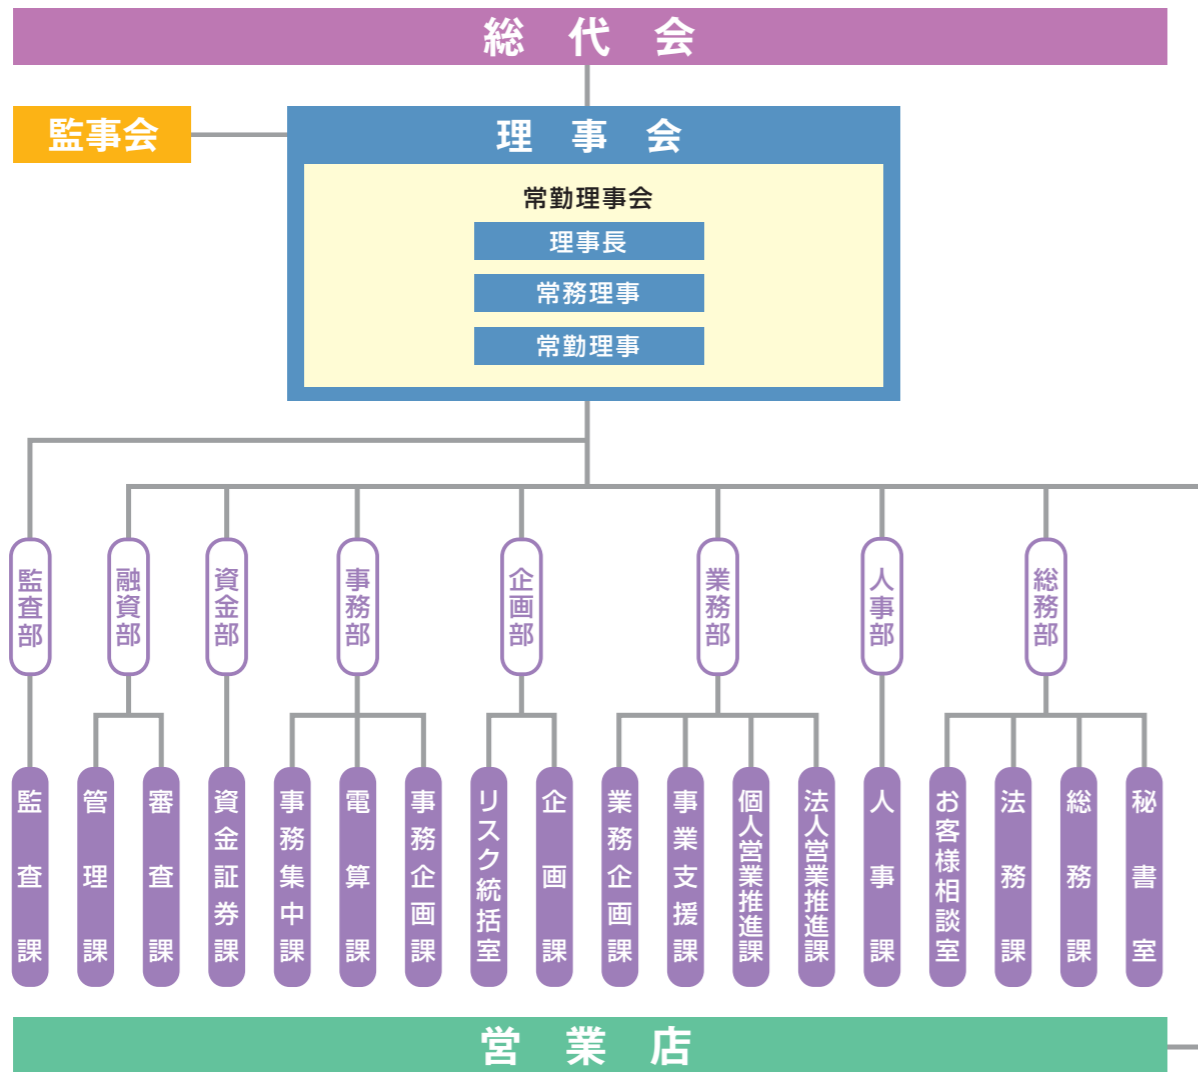 総代会
監事会
理事会
常勤理事会
理事長
常務理事
常勤理事
監査部
融資部
資金部
事務部
企画部
業務部
人事部
総務部
監査課
管理課
審査課
資金証券課
事務集中課
電算課
事務企画課
リスク統括室
企画課
業務企画課
事業支援課
個人営業推進課
法人営業推進課
人事課
お客様相談室
法務課
総務課
秘書室
営業店